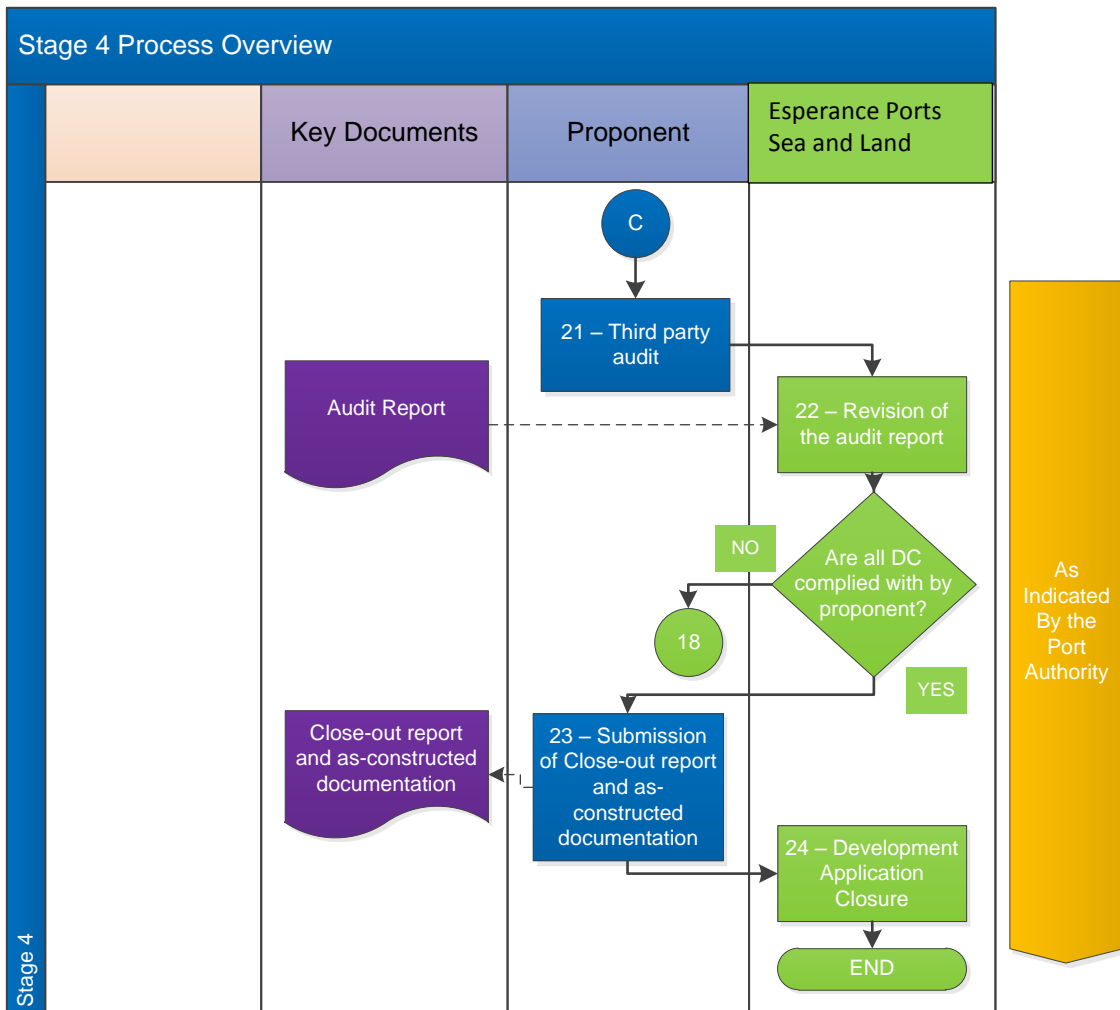 Stage 4 Process Overview
Key Documents
Proponent
Esperance Ports
Sea and Land
C
21 – Third party
audit
Audit Report
22 – Revision of
the audit report
NO
Are all DC
complied with by
proponent?
18
YES
As
Indicated
By the
Port
Authority
Close-out report
and as-constructed
documentation
23 – Submission
of Close-out report
and as-
constructed
documentation
24 – Development
Application
Closure
END
Stage 4